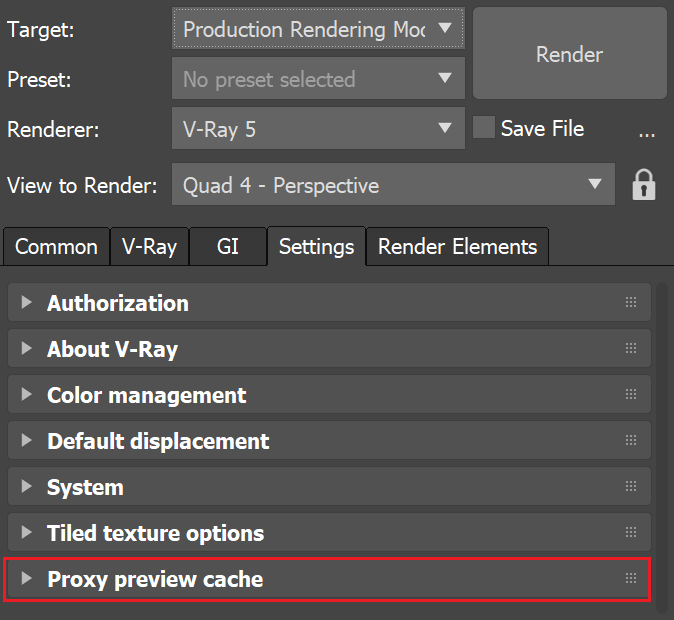 Target:
Production Rendering Moc
Render
Preset:
No preset selected
Renderer:
V-Ray 5
Save File
...
View to Render:
Quad 4 - Perspective
Common
V-Ray
GI
Settings
Render Elements
Authorization
About V-Ray
Color management
Default displacement
System
Tiled texture options
Proxy preview cache